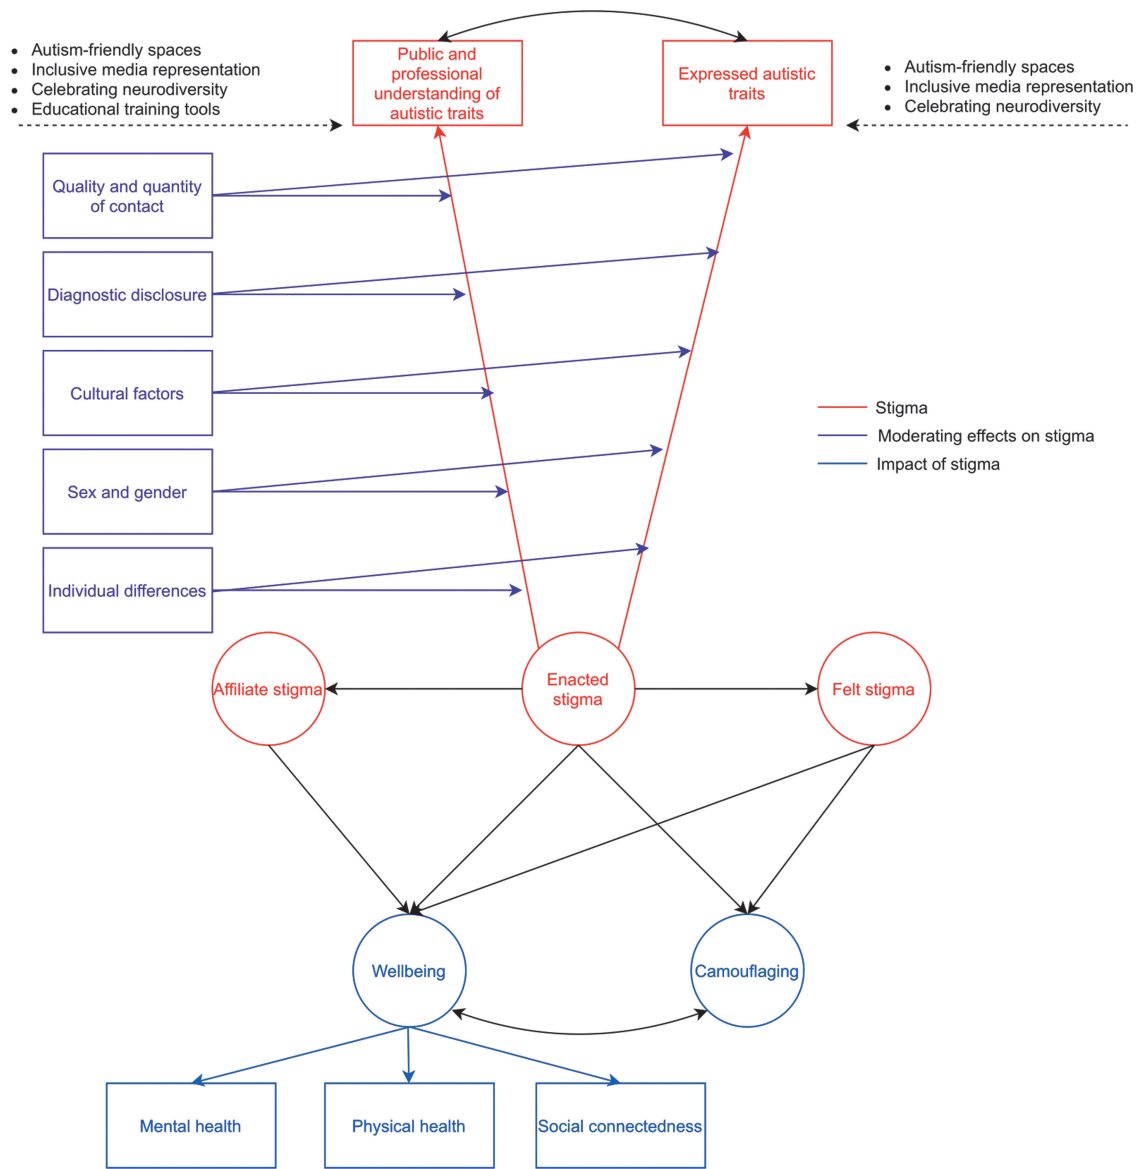 • Autism-friendly spaces
• Inclusive media representation
• Celebrating neurodiversity
• Educational training tools
Public and
professional
understanding of
autistic traits
Expressed autistic
traits
• Autism-friendly spaces
• Inclusive media representation
• Celebrating neurodiversity
Quality and quantity
of contact
Diagnostic disclosure
Cultural factors
Sex and gender
Individual differences
Stigma
Moderating effects on stigma
Impact of stigma
Affiliate stigma
Enacted
stigma
Felt stigma
Wellbeing
Camouflaging
Mental health
Physical health
Social connectedness